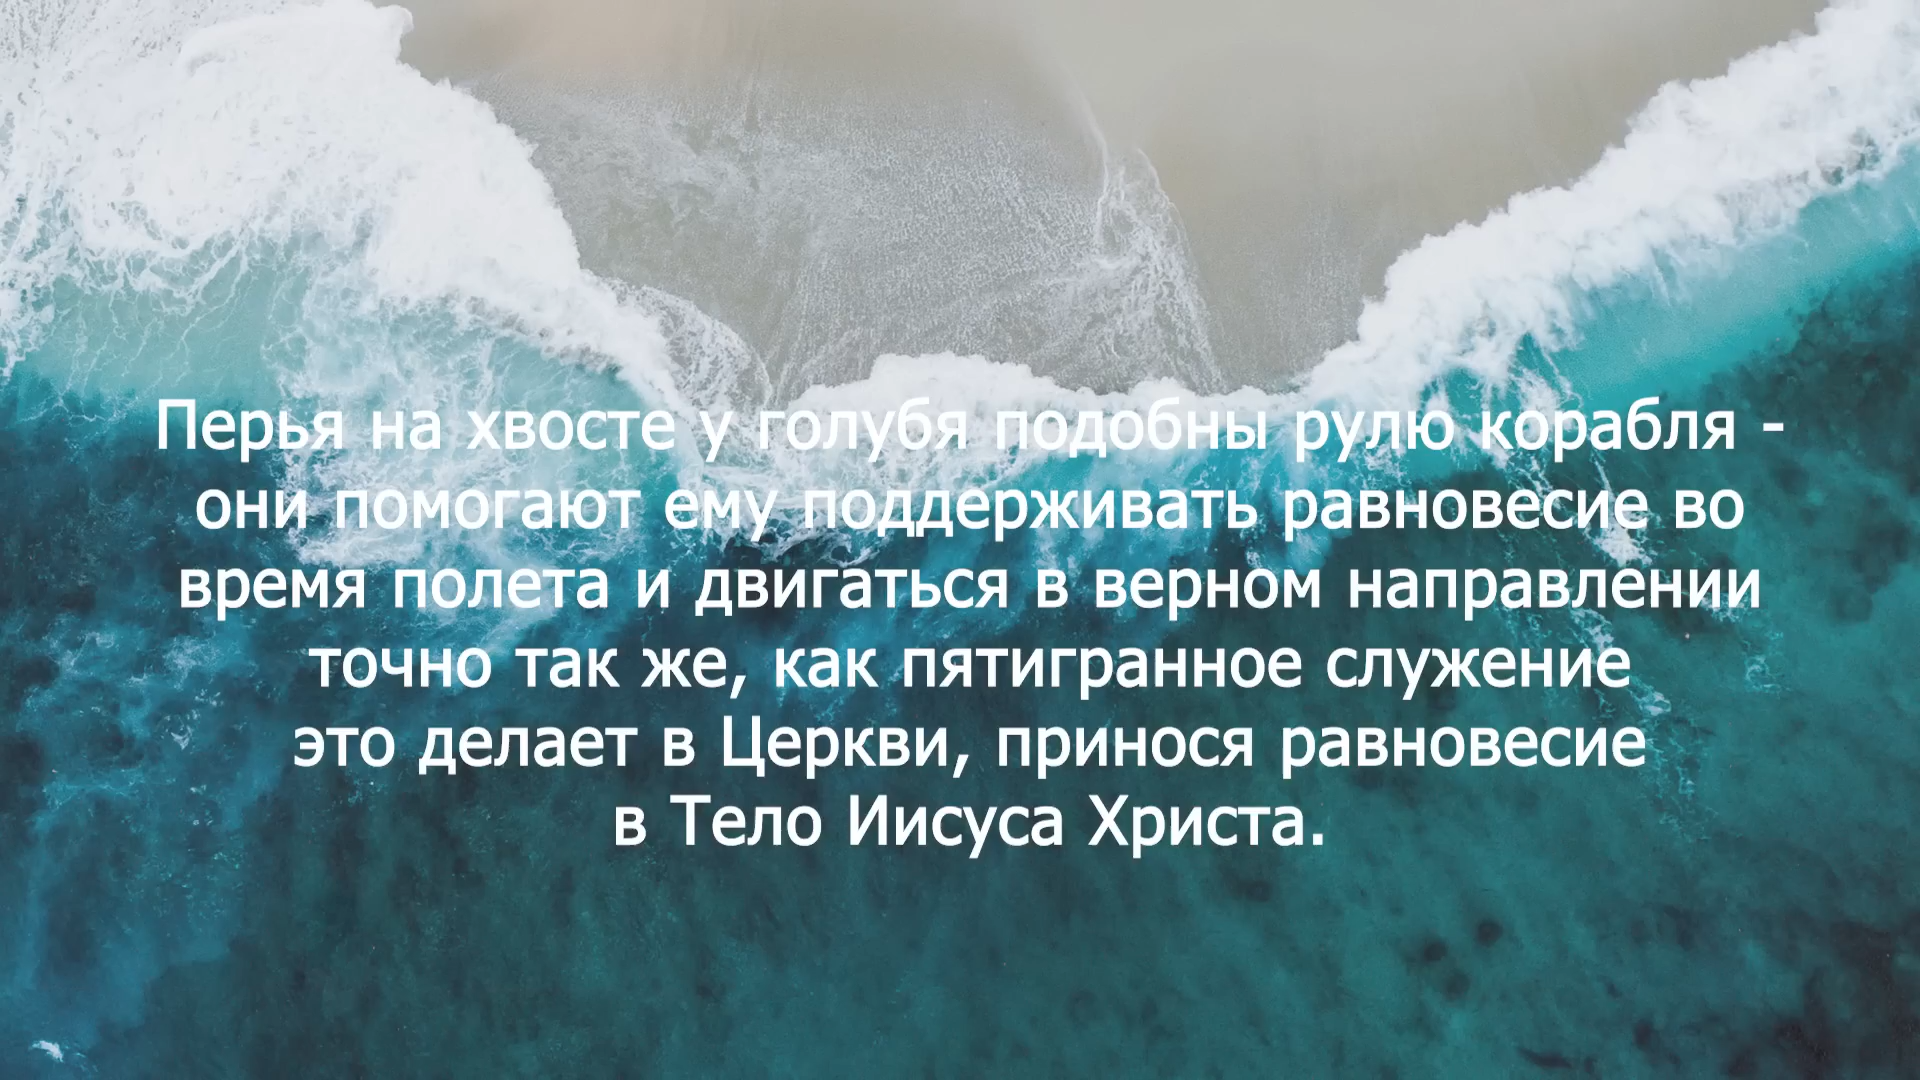 Перья на хвосте у голубя подобны рулю корабля -
они помогают ему поддерживать равновесие во
время полета и двигаться в верном направлении
точно так же, как пятигранное служение
это делает в Церкви, принося равновесие
в Тело Иисуса Христа.